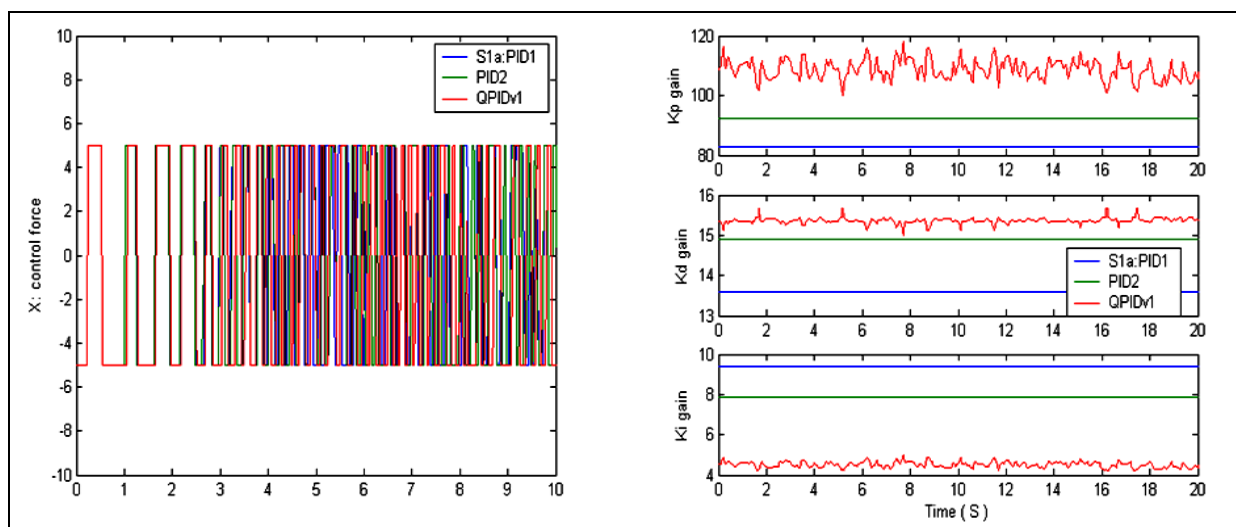 X: control force
10
8
6
4
2
0
-2
-4
-6
-8
-10
0 1 2 3 4 5 6 7 8 9 10
S1a:PID1
PID2
QPIDv1
Kp gain
120
100
80
0 2 4 6 8 10 12 14 16 18 20
Kd gain
16
15
14
13
0 2 4 6 8 10 12 14 16 18 20
S1a:PID1
PID2
QPIDv1
Ki gain
10
8
6
4
0 2 4 6 8 10 12 14 16 18 20
Time ( S )